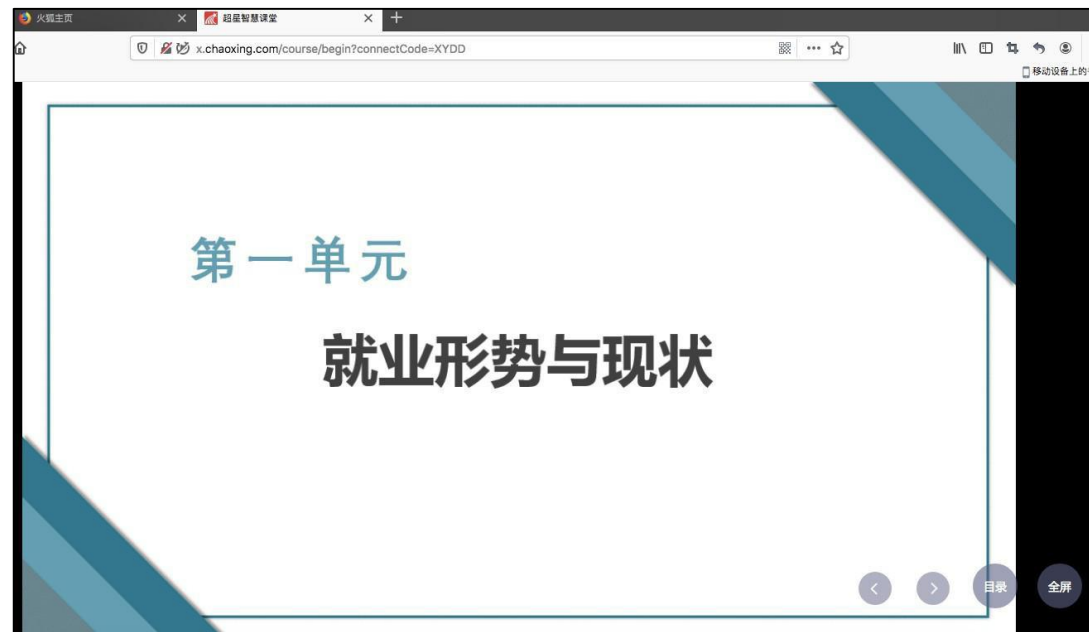 火狐主页
超星智慧课堂
x.chaoxing.com/course/begin?connectCode=XYDD
移动设备上的
第一单元
就业形势与现状
目录
全屏